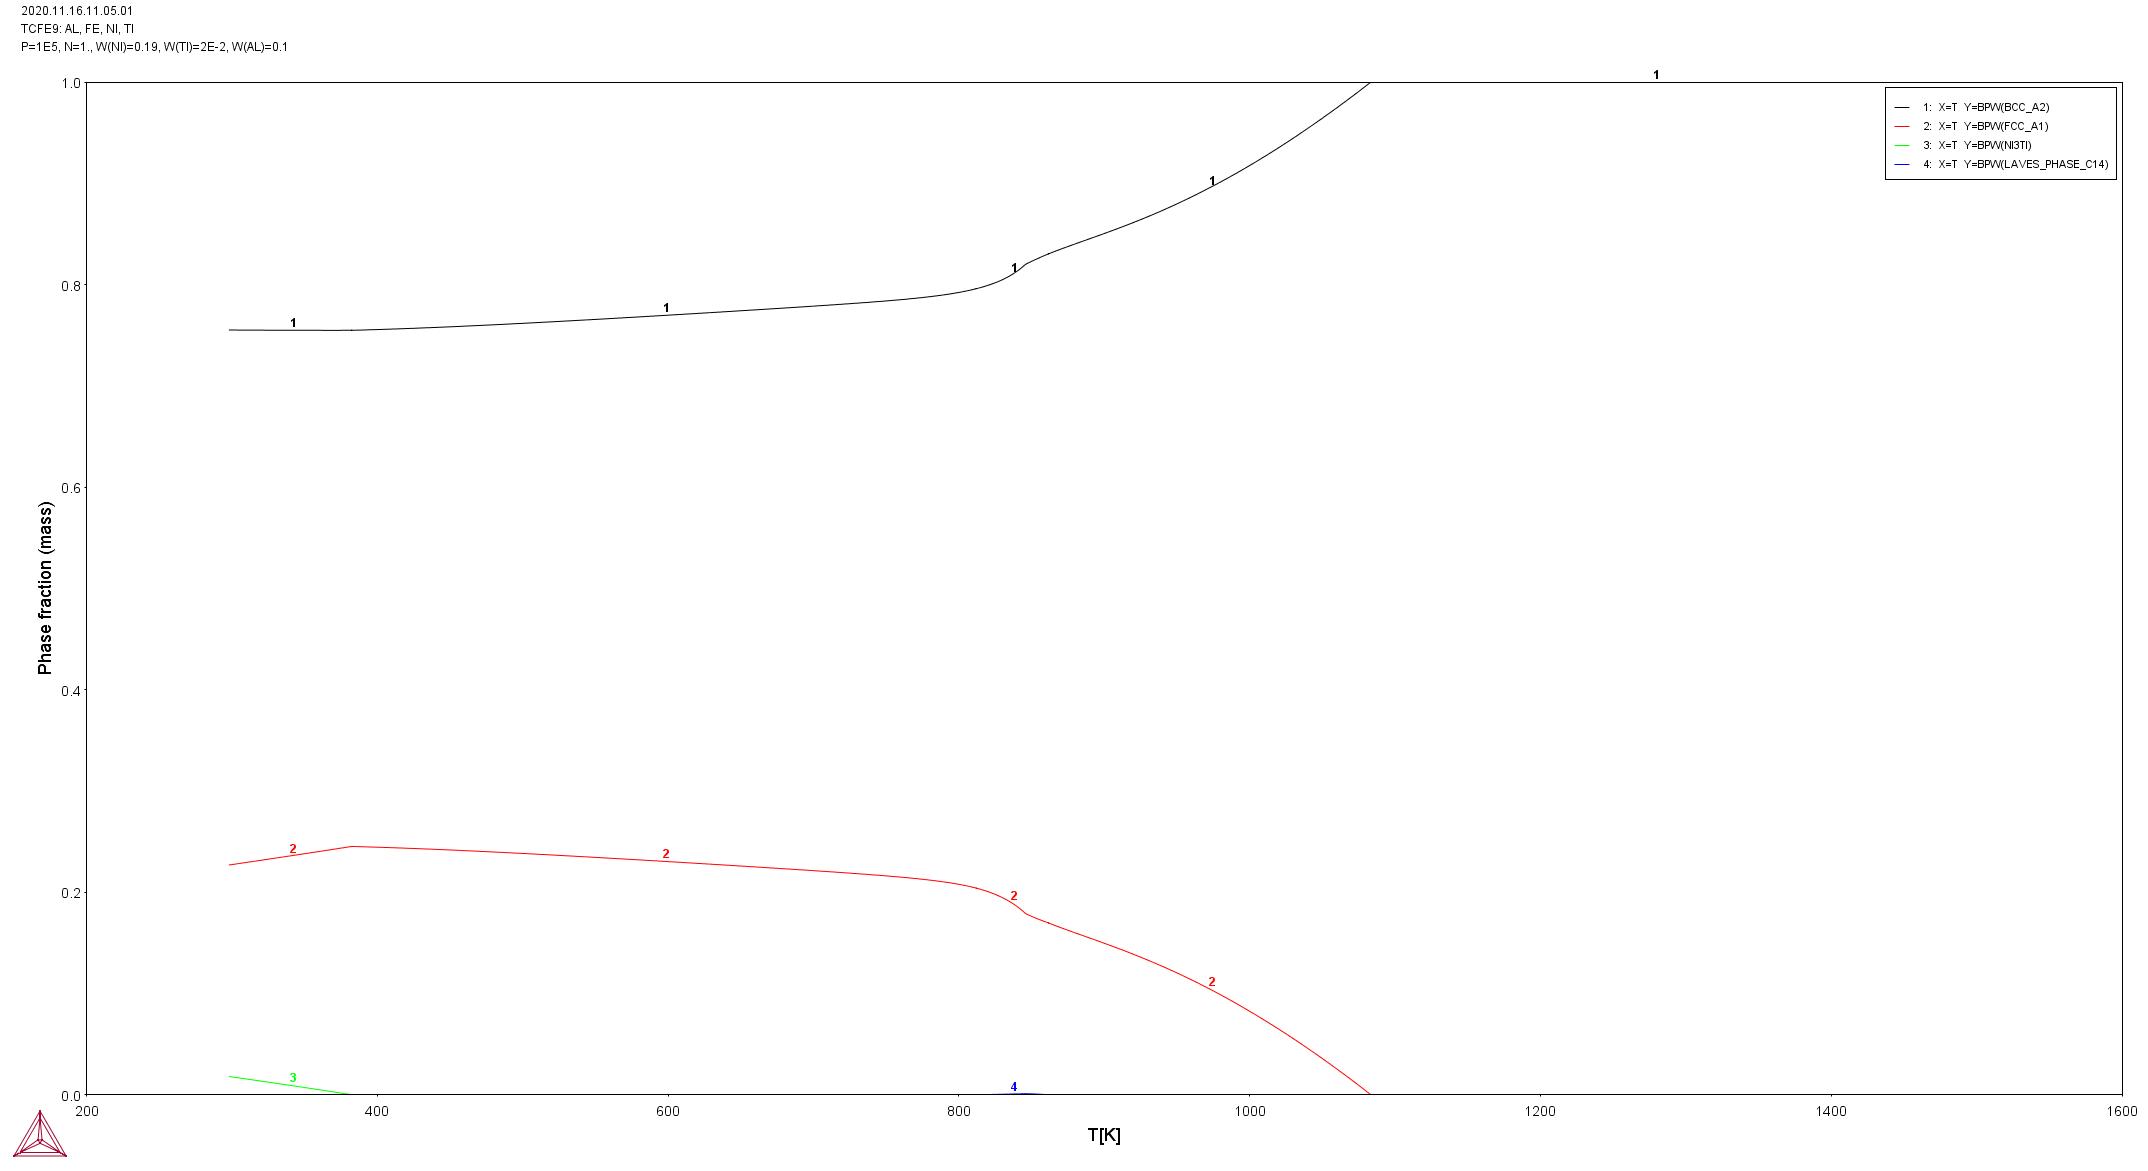 2020.11.16.11.05.01
TCFE9: AL, FE, NI, TI
P=1E5, N=1., W(NI)=0.19, W(TI)=2E-2, W(AL)=0.1
1.0
0.8
0.6
0.4
0.2
0.0
Phase fraction (mass)
1
1
1
1
1
2
2
2
2
3
4
1: X=T Y=BPW(BCC_A2)
2: X=T Y=BPW(FCC_A1)
3: X=T Y=BPW(NI3TI)
4: X=T Y=BPW(LAVES_PHASE_C14)
200 400 600 800 1000 1200 1400 1600
T[K]